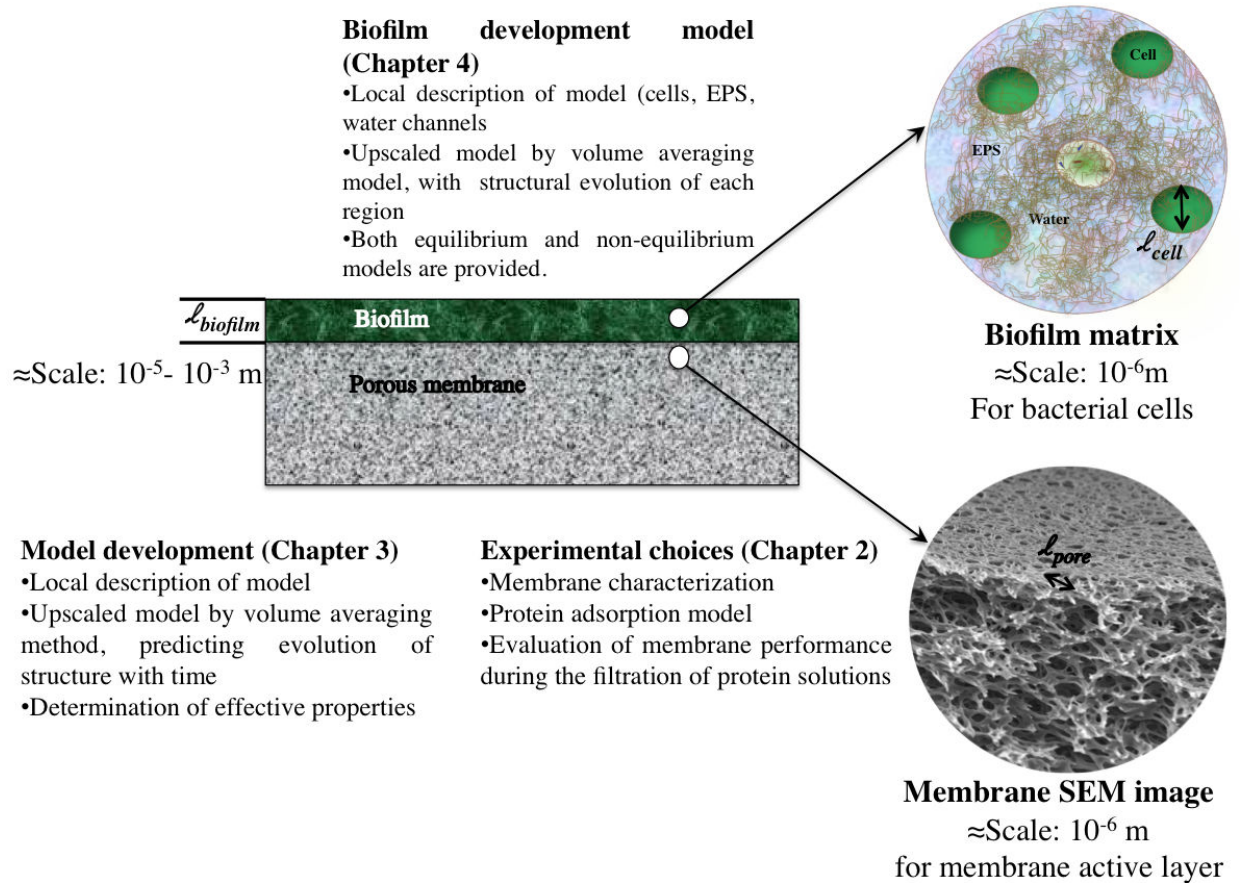 Biofilm development model
(Chapter 4)
•Local description of model (cells, EPS,
water channels
•Upscaled model by volume averaging
model, with structural evolution of each
region
•Both equilibrium and non-equilibrium
models are provided.
Cell
EPS
Water
ℓcell
Biofilm matrix
≈Scale: 10⁻⁶m
For bacterial cells
ℓbiofilm
Biofilm
≈Scale: 10⁻⁵- 10⁻³ m
Porous membrane
Model development (Chapter 3)
•Local description of model
•Upscaled model by volume averaging
method, predicting evolution of
structure with time
•Determination of effective properties
Experimental choices (Chapter 2)
•Membrane characterization
•Protein adsorption model
•Evaluation of membrane performance
during the filtration of protein solutions
ℓpore
Membrane SEM image
≈Scale: 10⁻⁶ m
for membrane active layer